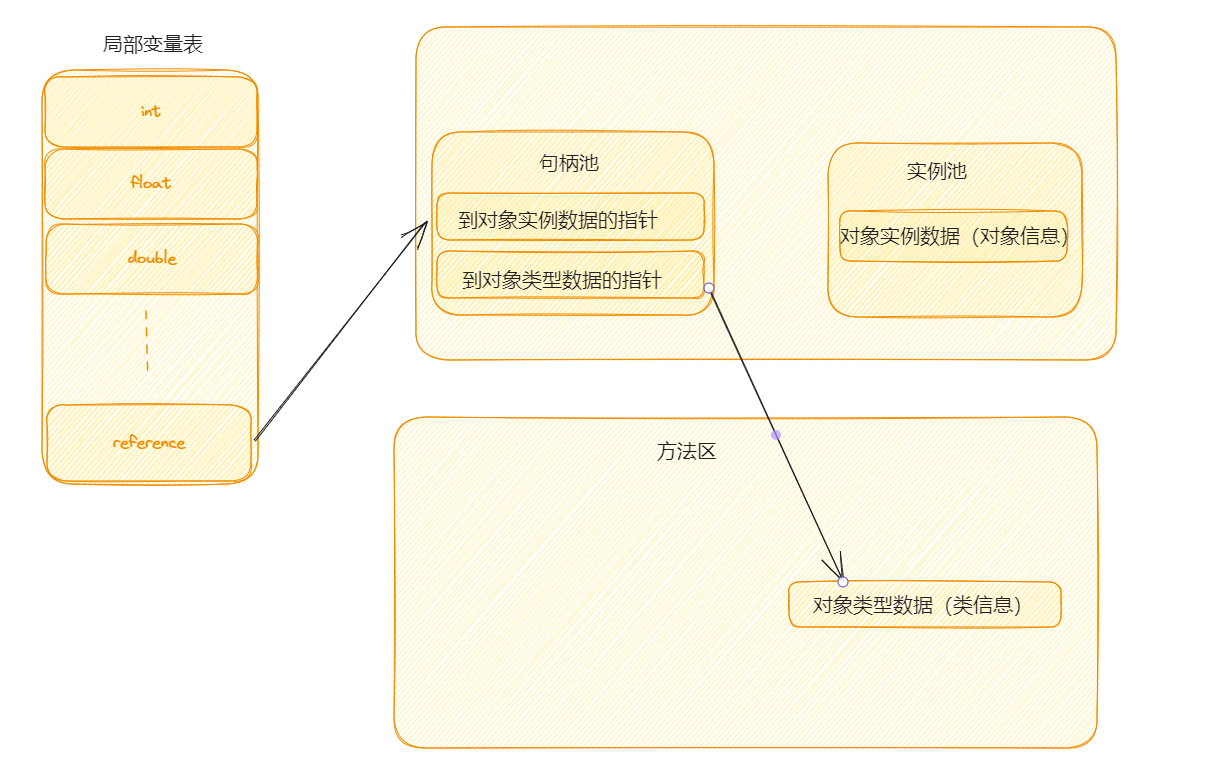 局部变量表
int
float
double
reference
句柄池
到对象实例数据的指针
到对象类型数据的指针
实例池
对象实例数据（对象信息）
方法区
对象类型数据（类信息）